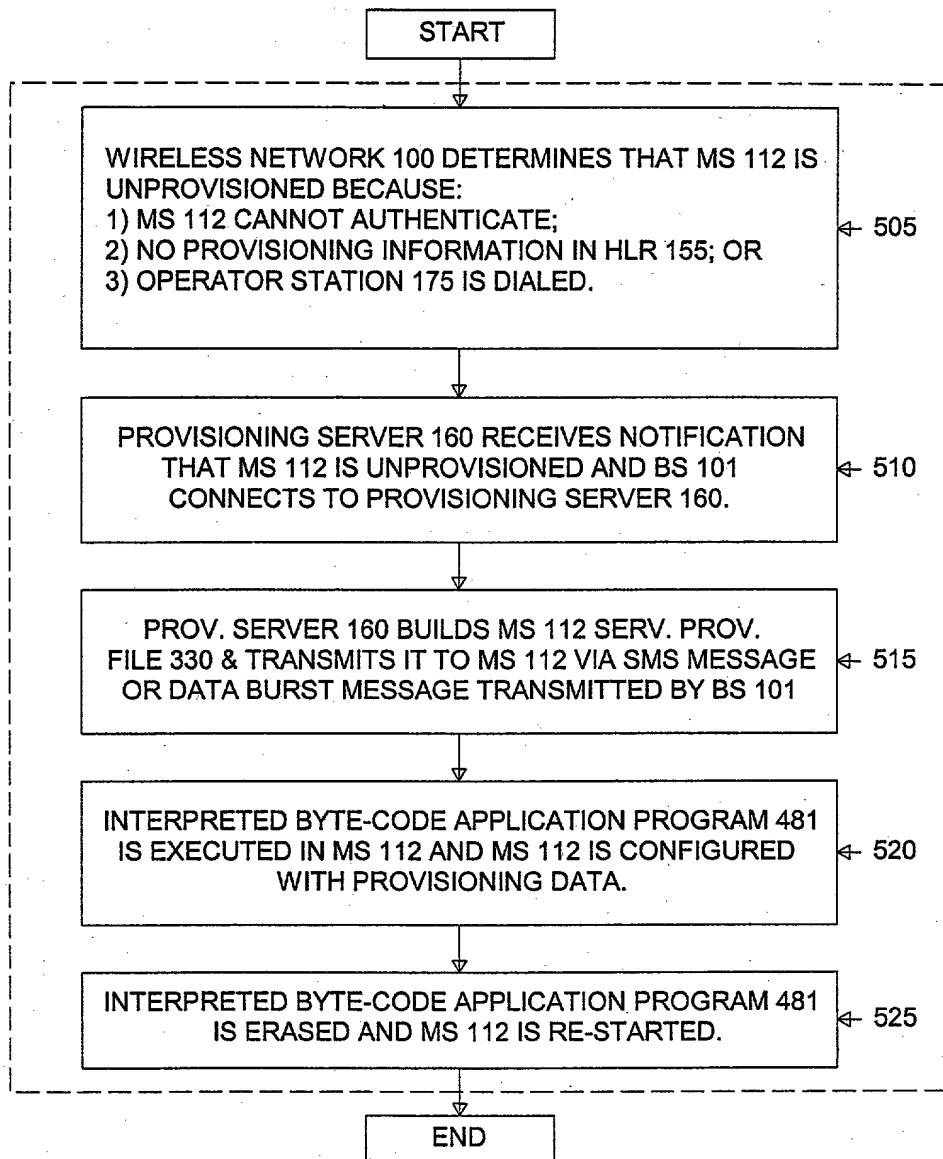 START
WIRELESS NETWORK 100 DETERMINES THAT MS 112 IS
UNPROVISIONED BECAUSE:
1) MS 112 CANNOT AUTHENTICATE;
2) NO PROVISIONING INFORMATION IN HLR 155; OR
3) OPERATOR STATION 175 IS DIALED.
505
PROVISIONING SERVER 160 RECEIVES NOTIFICATION
THAT MS 112 IS UNPROVISIONED AND BS 101
CONNECTS TO PROVISIONING SERVER 160.
510
PROV. SERVER 160 BUILDS MS 112 SERV. PROV.
FILE 330 & TRANSMITS IT TO MS 112 VIA SMS MESSAGE
OR DATA BURST MESSAGE TRANSMITTED BY BS 101
515
INTERPRETED BYTE-CODE APPLICATION PROGRAM 481
IS EXECUTED IN MS 112 AND MS 112 IS CONFIGURED
WITH PROVISIONING DATA.
520
INTERPRETED BYTE-CODE APPLICATION PROGRAM 481
IS ERASED AND MS 112 IS RE-STARTED.
525
END